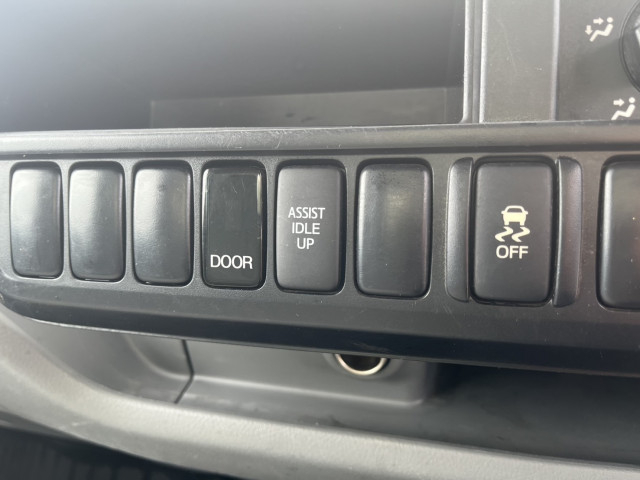 DOOR
ASSIST
IDLE
UP
OFF